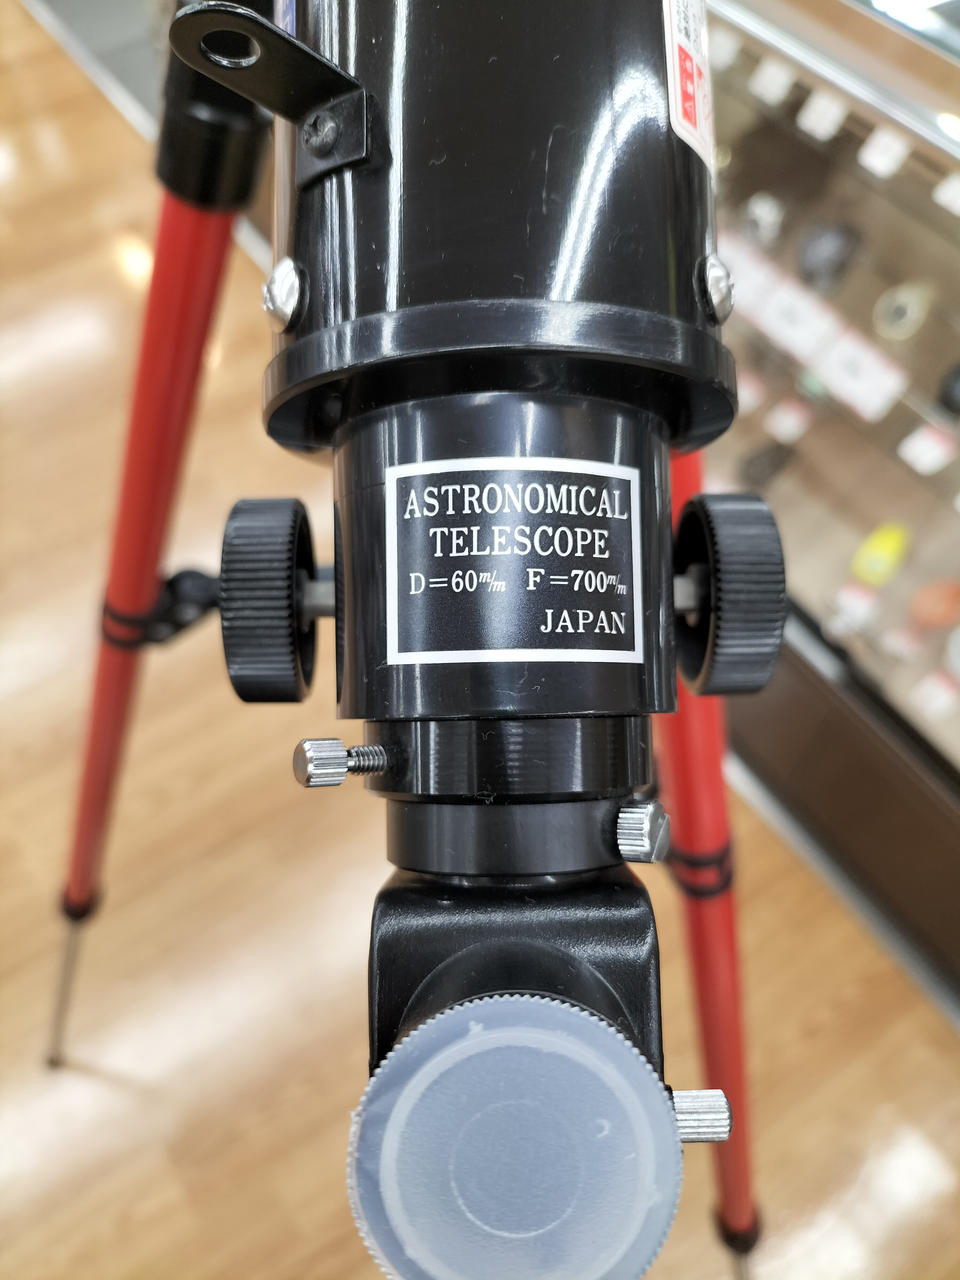 ASTRONOMICAL
TELESCOPE
D=60m/m F=700m/m
JAPAN